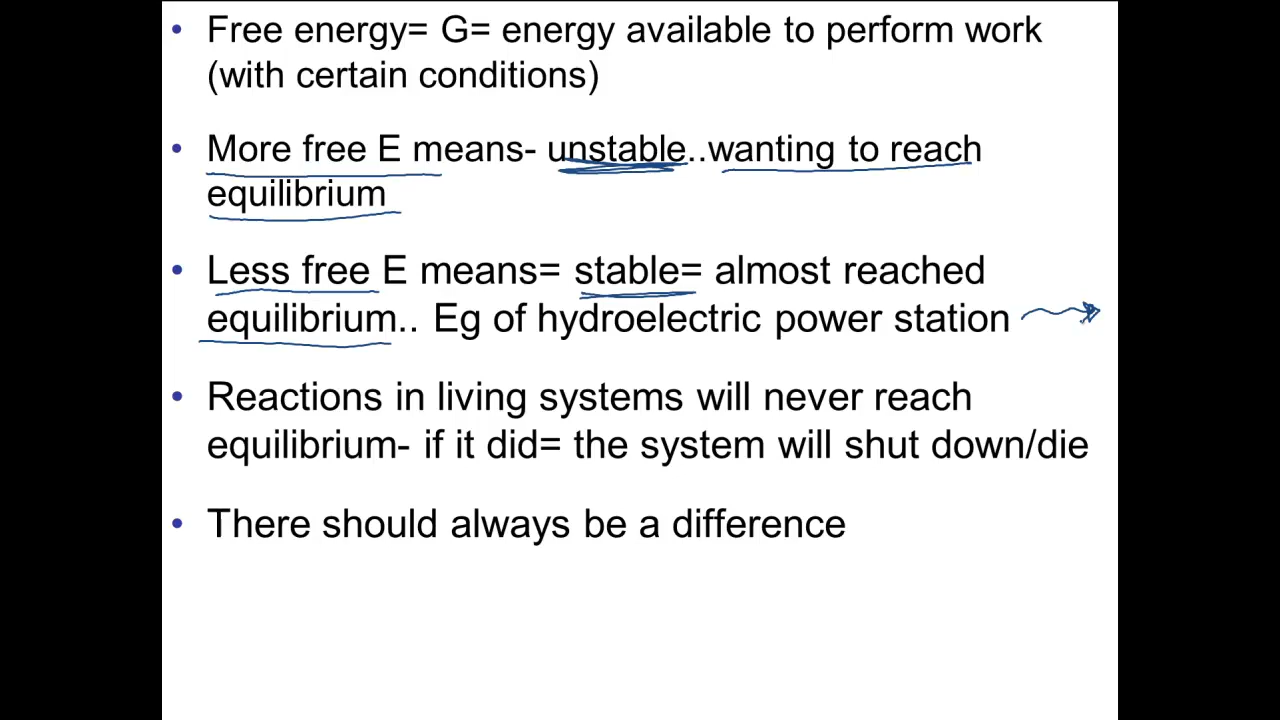 • Free energy= G= energy available to perform work
(with certain conditions)
• More free E means- unstable..wanting to reach
equilibrium
• Less free E means= stable= almost reached
equilibrium.. Eg of hydroelectric power station
• Reactions in living systems will never reach
equilibrium- if it did= the system will shut down/die
• There should always be a difference